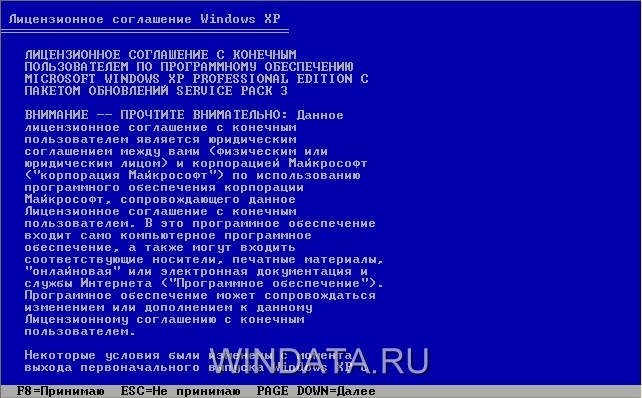 Лицензионное соглашение Windows XP
ЛИЦЕНЗИОННОЕ СОГЛАШЕНИЕ С КОНЕЧНЫМ
ПОЛЬЗОВАТЕЛЕМ ПО ПРОГРАММНОМУ ОБЕСПЕЧЕНИЮ
MICROSOFT WINDOWS XP PROFESSIONAL EDITION С
ПАКЕТОМ ОБНОВЛЕНИЙ SERVICE PACK 3
ВНИМАНИЕ -- ПРОЧТИТЕ ВНИМАТЕЛЬНО: Данное
лицензионное соглашение с конечным
пользователем является юридическим
соглашением между вами (физическим или
юридическим лицом) и корпорацией Майкрософт
("корпорация Майкрософт") по использованию
программного обеспечения корпорации
Майкрософт, сопровождающего данное
Лицензионное соглашение с конечным
пользователем. В это программное обеспечение
входит само компьютерное программное
обеспечение, а также могут входить
соответствующие носители, печатные материалы,
"онлайновая" или электронная документация и
службы Интернета ("Программное обеспечение").
Программное обеспечение может сопровождаться
изменением или дополнением к данному
Лицензионному соглашению с конечным
пользователем.
Некоторые условия были изменены с момента
выхода первоначального выпуска Windows XP с
WINDATA.RU
F8=Принимаю ESC=Не принимаю PAGE DOWN=Далее